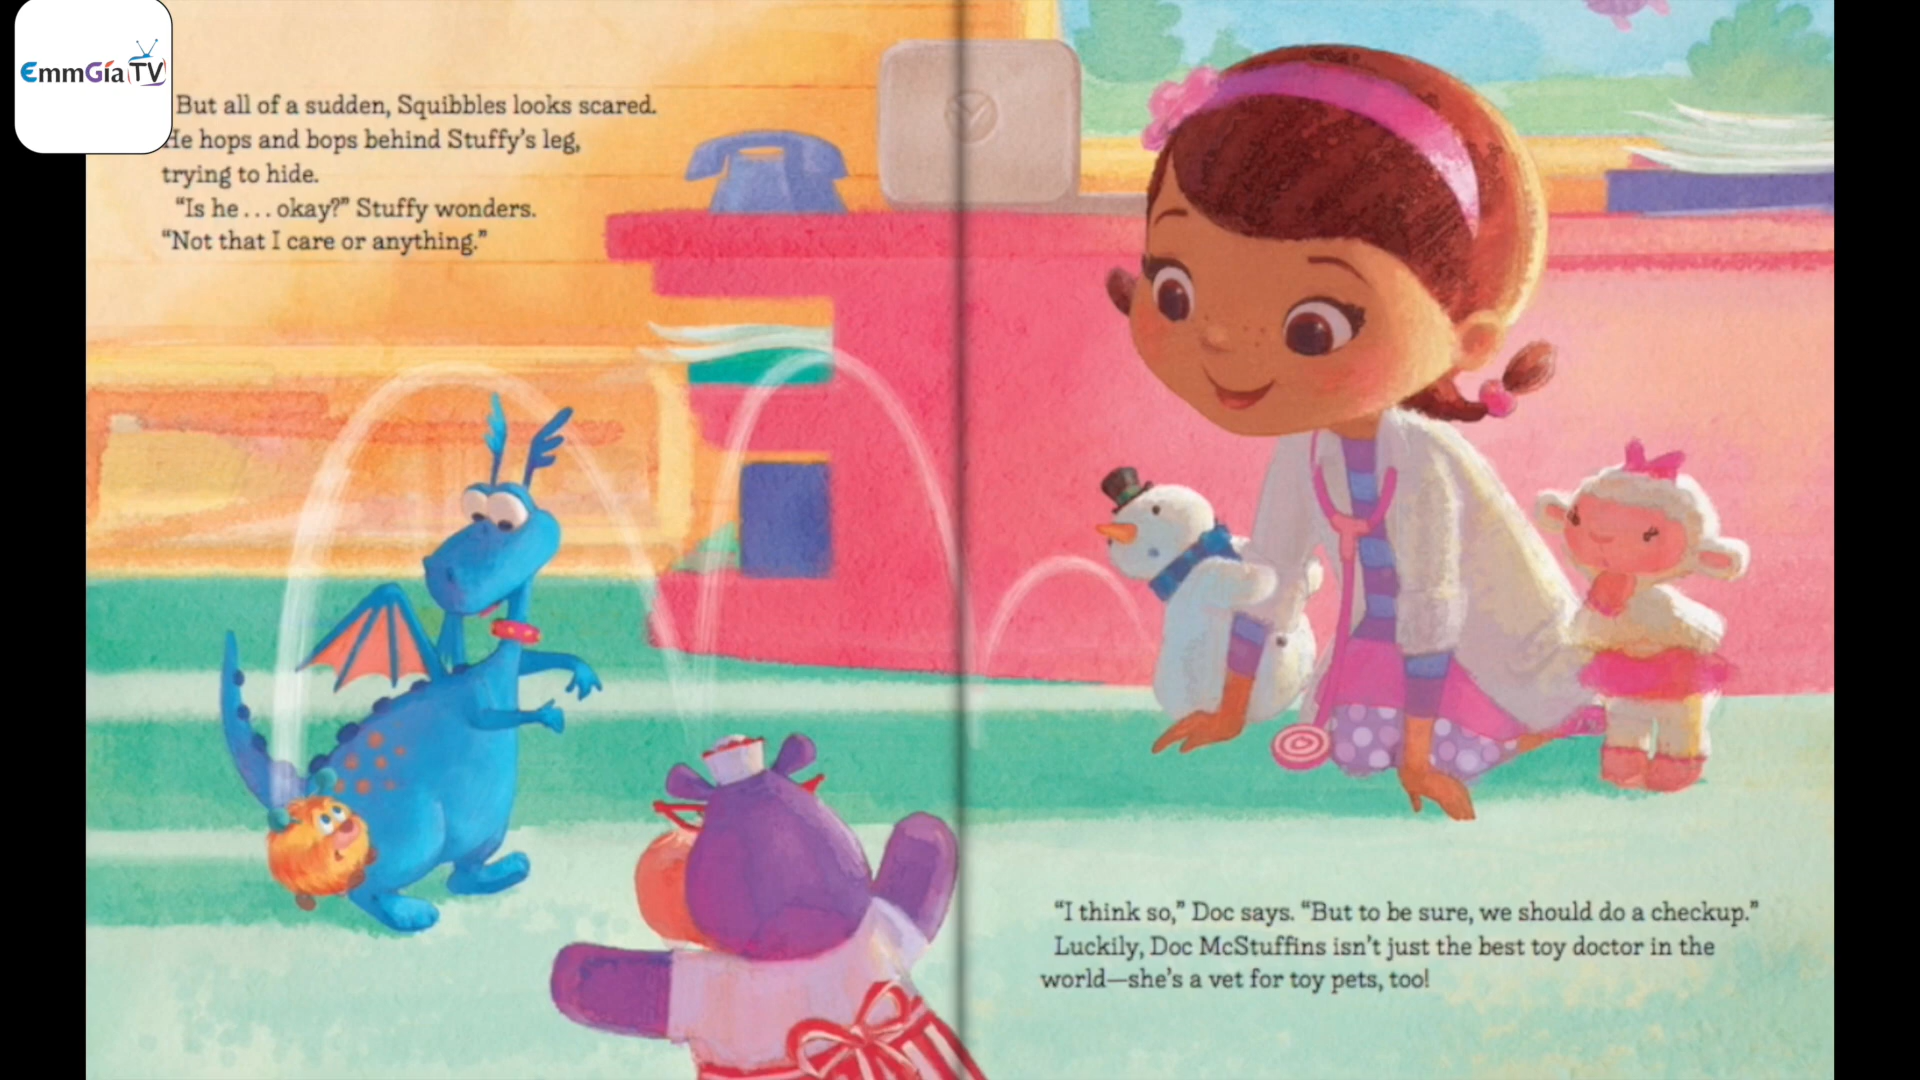 EmmGía TV
But all of a sudden, Squibbles looks scared.
He hops and bops behind Stuffy's leg,
trying to hide.
"Is he . . . okay?" Stuffy wonders.
"Not that I care or anything."
"I think so," Doc says. "But to be sure, we should do a checkup."
Luckily, Doc McStuffins isn't just the best toy doctor in the
world—she's a vet for toy pets, too!